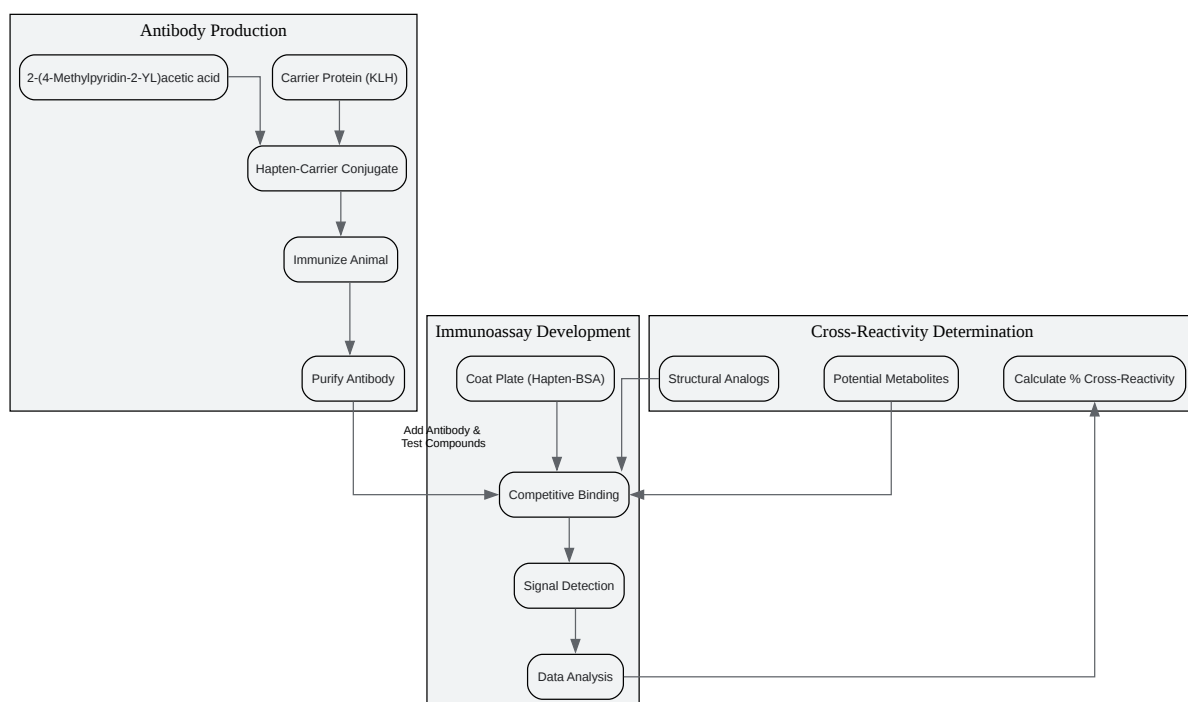 Antibody Production
2-(4-Methylpyridin-2-YL)acetic acid
Carrier Protein (KLH)
Hapten-Carrier Conjugate
Immunize Animal
Purify Antibody
Immunoassay Development
Coat Plate (Hapten-BSA)
Add Antibody &
Test Compounds
Competitive Binding
Signal Detection
Data Analysis
Cross-Reactivity Determination
Structural Analogs
Potential Metabolites
Calculate % Cross-Reactivity